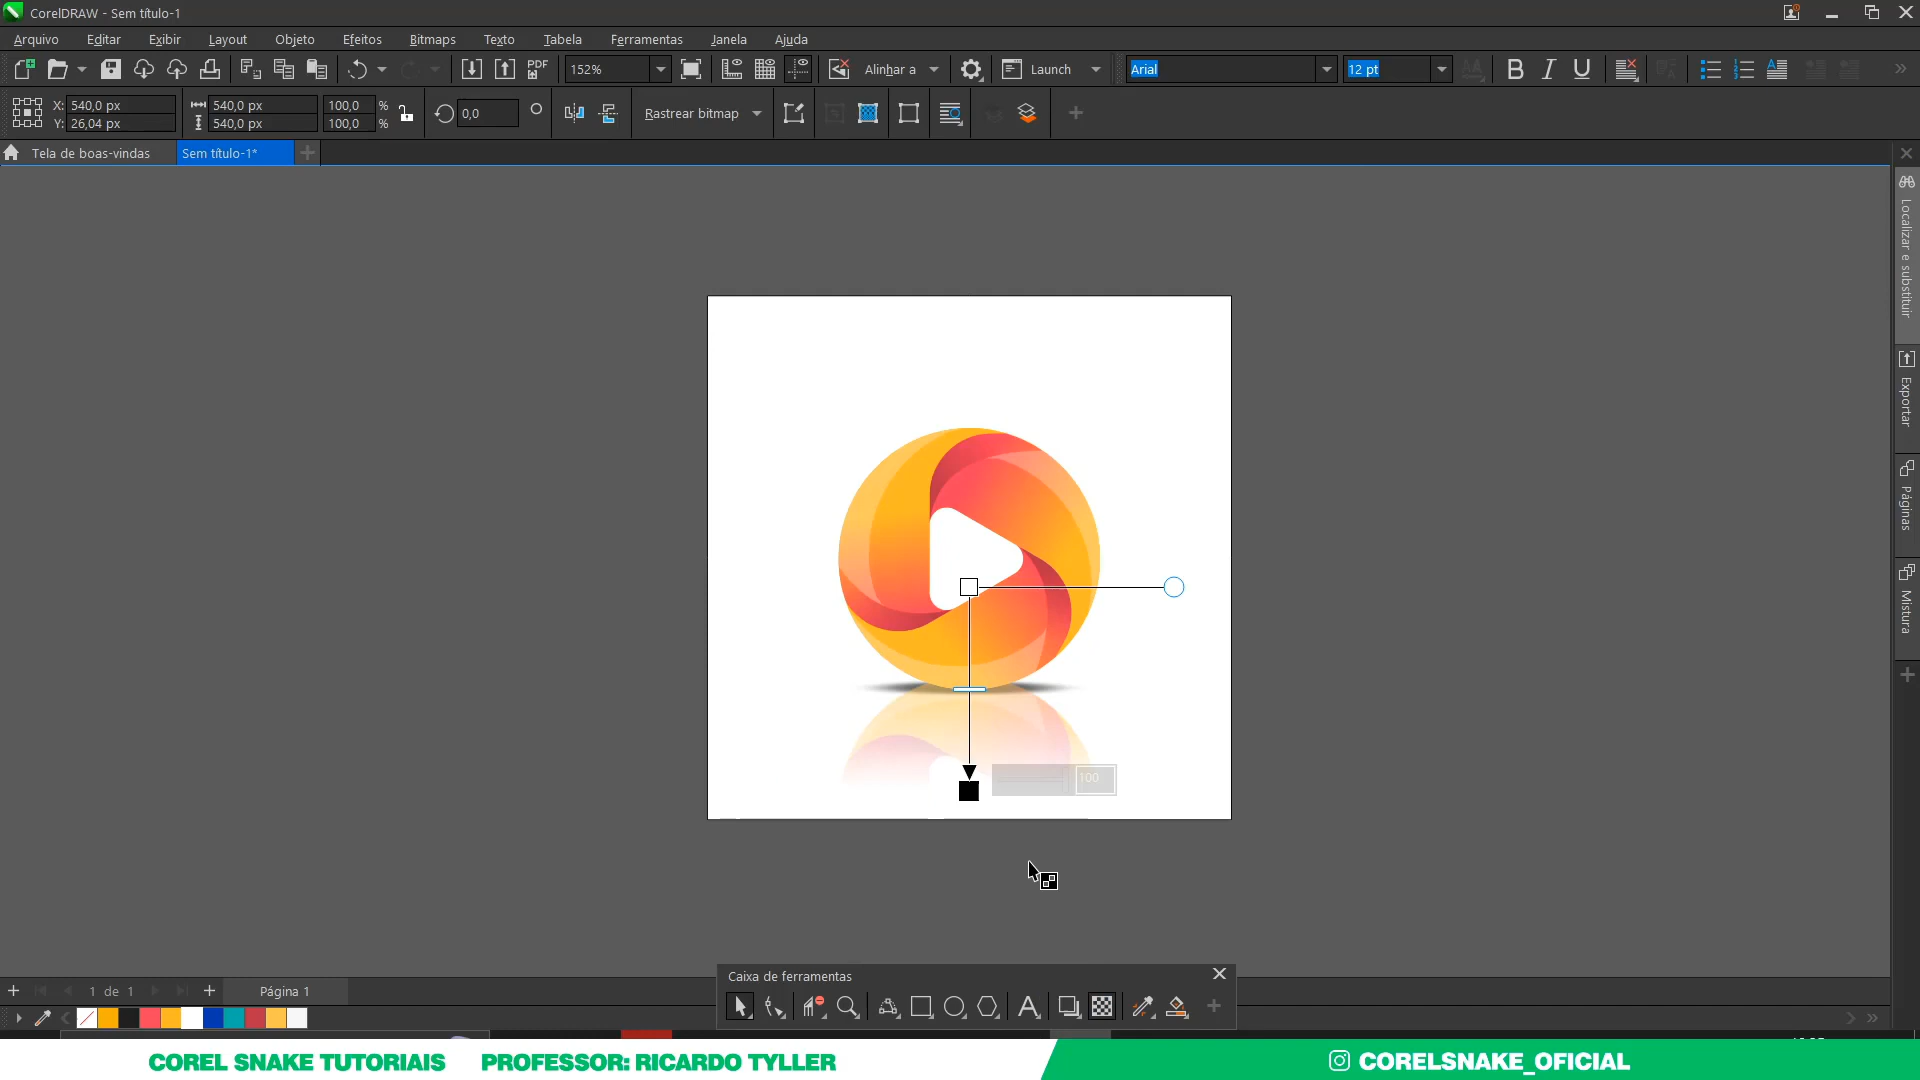 CorelDRAW - Sem título-1
Arquivo Editar Exibir Layout Objeto Efeitos Bitmaps Texto Tabela Ferramentas Janela Ajuda
PDF 152% Alinhar a Launch Arial 12 pt
X: 540,0 px 540,0 px 100,0 % 0,0 Rastrear bitmap
Y: 26,04 px 540,0 px 100,0 %
Tela de boas-vindas Sem título-1*
Localizar e substituir
Exportar
Páginas
Mistura
100
Caixa de ferramentas
1 de 1 Página 1
COREL SNAKE TUTORIAIS PROFESSOR: RICARDO TYLLER CORELSNAKE_OFICIAL